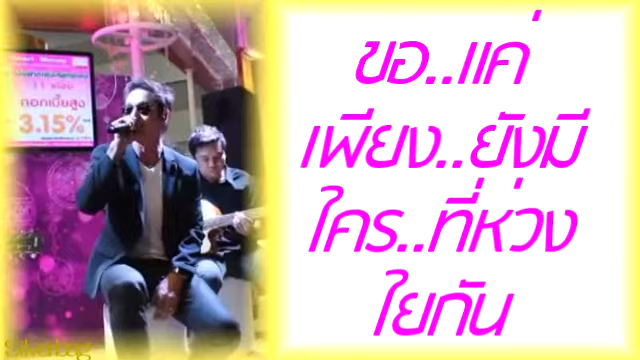 ดอกเบี้ยสูง
3.15%
ขอ..แค่
เพียง..ยังมี
ใคร..ที่ห่วง
ใยกัน